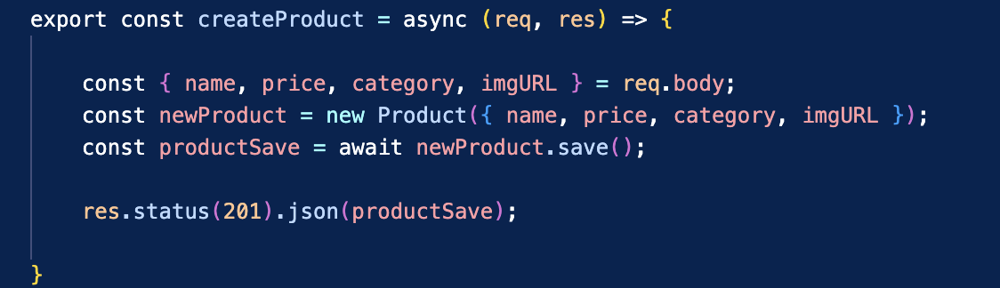 export const createProduct = async (req, res) => {
const { name, price, category, imgURL } = req.body;
const newProduct = new Product({ name, price, category, imgURL });
const productSave = await newProduct.save();
res.status(201).json(productSave);
}